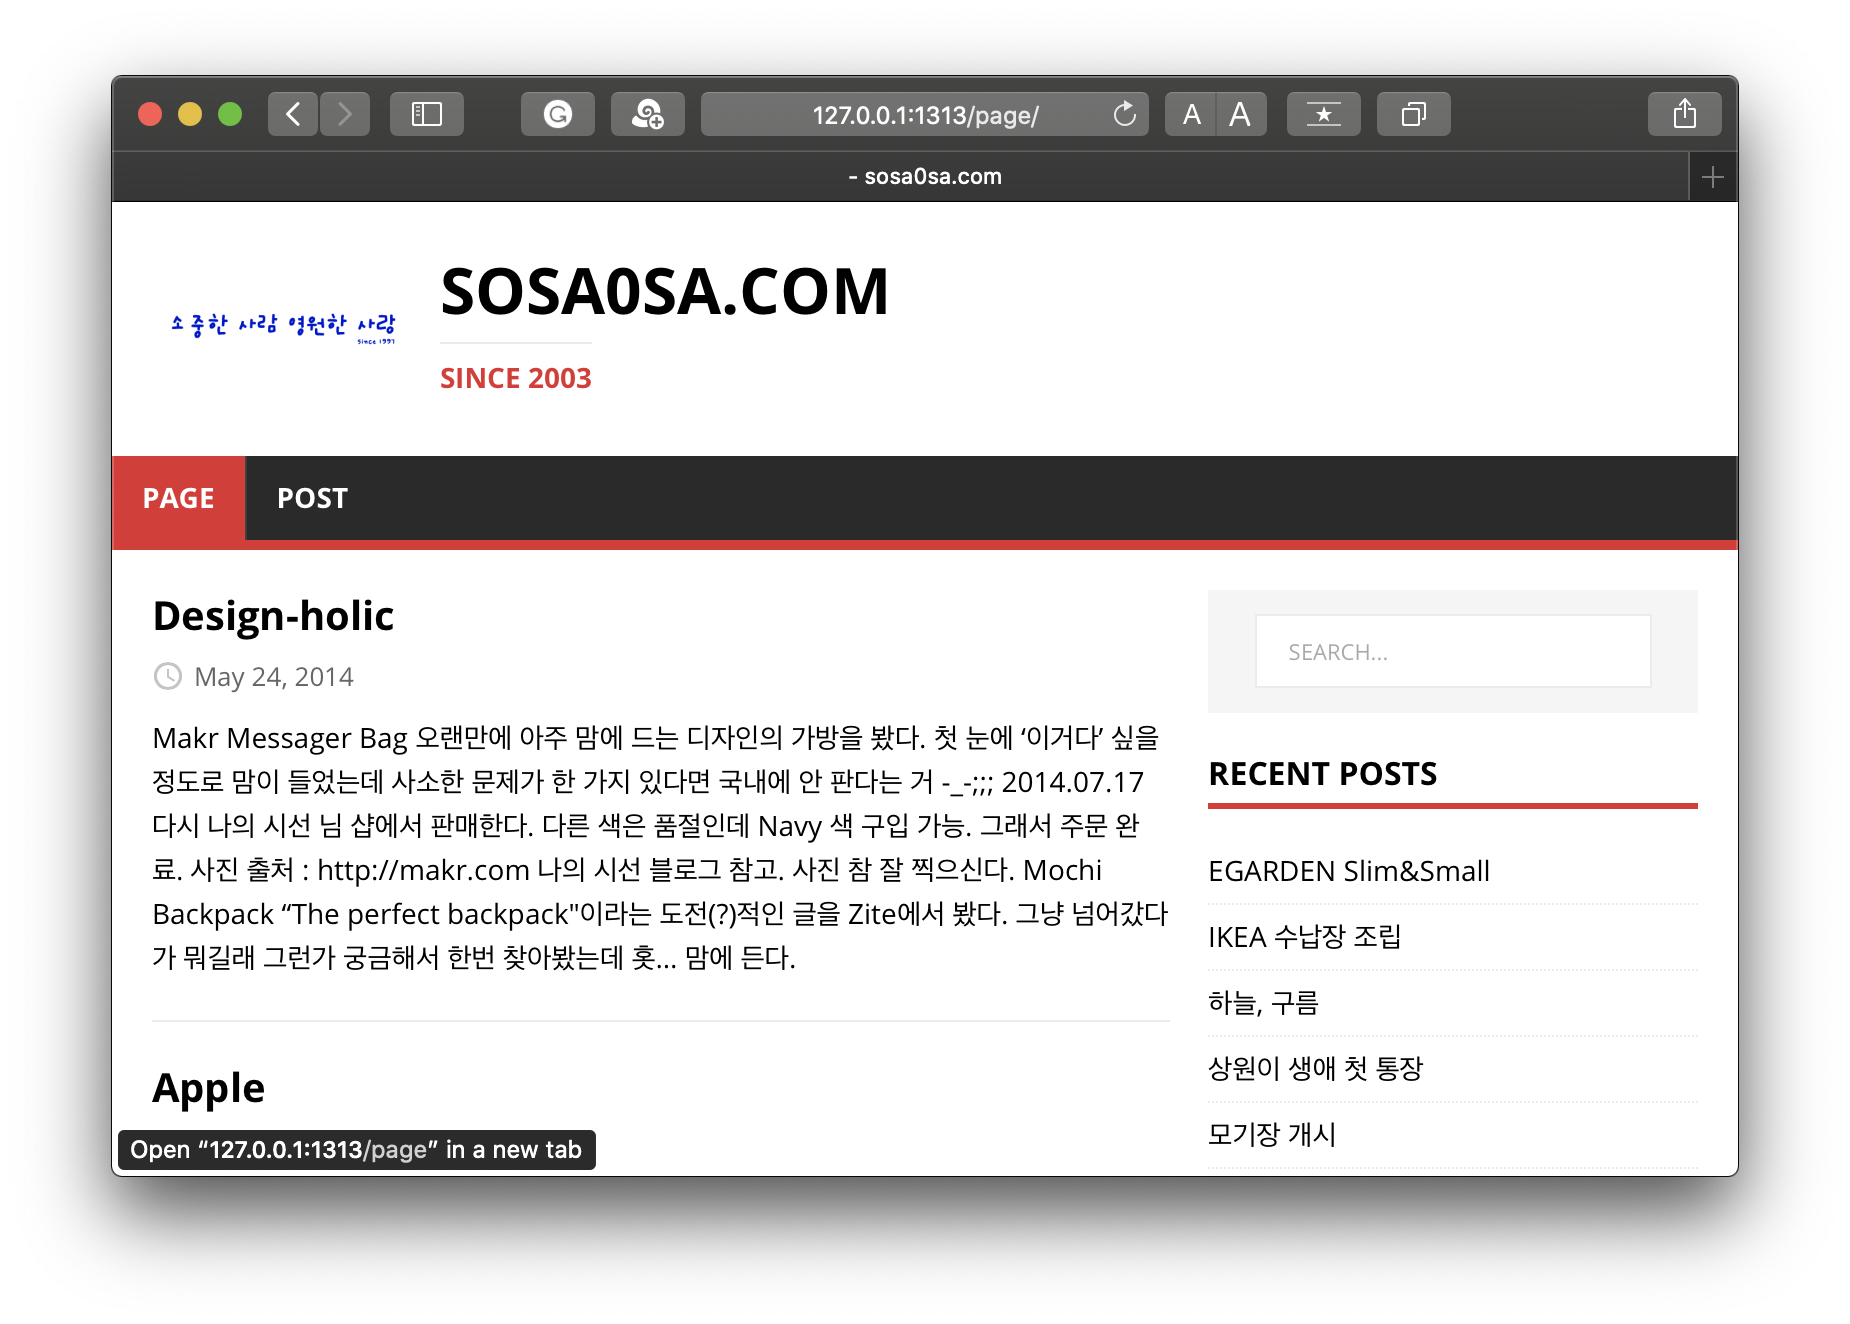 127.0.0.1:1313/page/
A A
- sosa0sa.com
소중한 사람 영원한 사랑
since 1997
SOSA0SA.COM
SINCE 2003
PAGE POST
Design-holic
May 24, 2014
Makr Messager Bag 오랜만에 아주 맘에 드는 디자인의 가방을 봤다. 첫 눈에 ‘이거다’ 싶을
정도로 맘이 들었는데 사소한 문제가 한 가지 있다면 국내에 안 판다는 거 -_-;;; 2014.07.17
다시 나의 시선 님 샵에서 판매한다. 다른 색은 품절인데 Navy 색 구입 가능. 그래서 주문 완
료. 사진 출처 : http://makr.com 나의 시선 블로그 참고. 사진 참 잘 찍으신다. Mochi
Backpack “The perfect backpack"이라는 도전(?)적인 글을 Zite에서 봤다. 그냥 넘어갔다
가 뭐길래 그런가 궁금해서 한번 찾아봤는데 훗... 맘에 든다.
Apple
SEARCH...
RECENT POSTS
EGARDEN Slim&Small
IKEA 수납장 조립
하늘, 구름
상원이 생애 첫 통장
모기장 개시
Open “127.0.0.1:1313/page” in a new tab